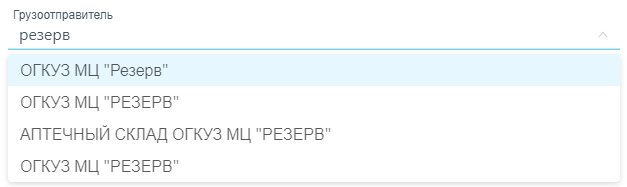 Грузоотправитель
резерв
ОГКУЗ МЦ "Резерв"
ОГКУЗ МЦ "РЕЗЕРВ"
АПТЕЧНЫЙ СКЛАД ОГКУЗ МЦ "РЕЗЕРВ"
ОГКУЗ МЦ "РЕЗЕРВ"